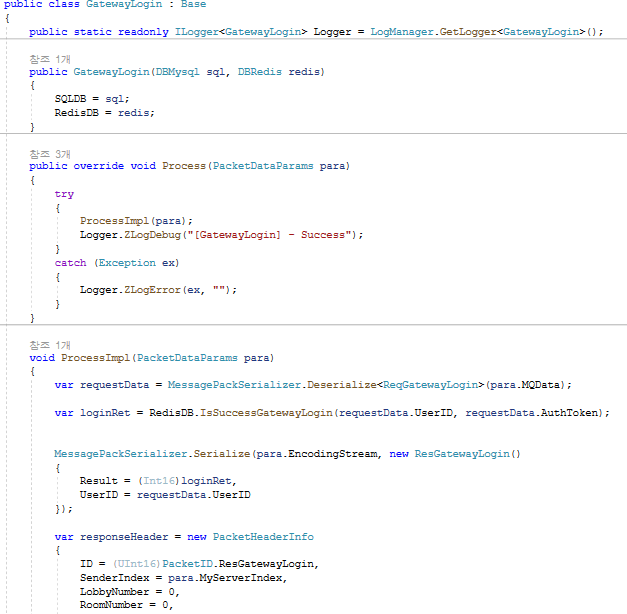 public class GatewayLogin : Base
{
public static readonly ILogger<GatewayLogin> Logger = LogManager.GetLogger<GatewayLogin>();
참조 1개
public GatewayLogin(DBMysql sql, DBRedis redis)
{
SQLDB = sql;
RedisDB = redis;
}
참조 3개
public override void Process(PacketDataParams para)
{
try
{
ProcessImpl(para);
Logger.ZLogDebug("[GatewayLogin] - Success");
}
catch (Exception ex)
{
Logger.ZLogError(ex, "");
}
}
참조 1개
void ProcessImpl(PacketDataParams para)
{
var requestData = MessagePackSerializer.Deserialize<ReqGatewayLogin>(para.MQData);
var loginRet = RedisDB.IsSuccessGatewayLogin(requestData.UserID, requestData.AuthToken);
MessagePackSerializer.Serialize(para.EncodingStream, new ResGatewayLogin()
{
Result = (Int16)loginRet,
UserID = requestData.UserID
});
var responseHeader = new PacketHeaderInfo
{
ID = (UInt16)PacketID.ResGatewayLogin,
SenderIndex = para.MyServerIndex,
LobbyNumber = 0,
RoomNumber = 0,